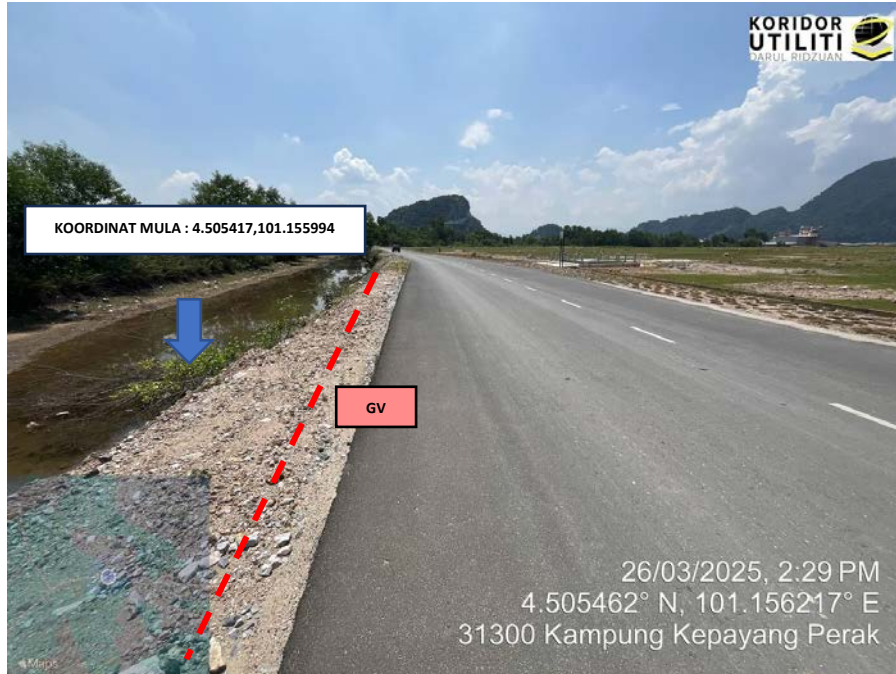 KORIDOR
UTILITI
DARUL RIDZUAN
KOORDINAT MULA : 4.505417,101.155994
GV
26/03/2025, 2:29 PM
4.505462° N, 101.156217° E
31300 Kampung Kepayang Perak
Maps